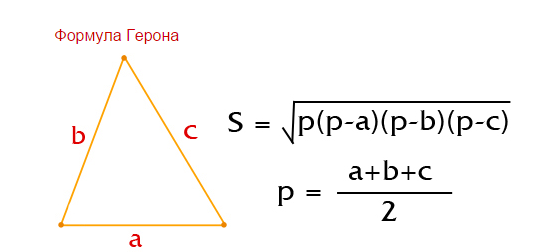 Формула Герона
b
c
a
S = √p(p-a)(p-b)(p-c)
p = a+b+c
2